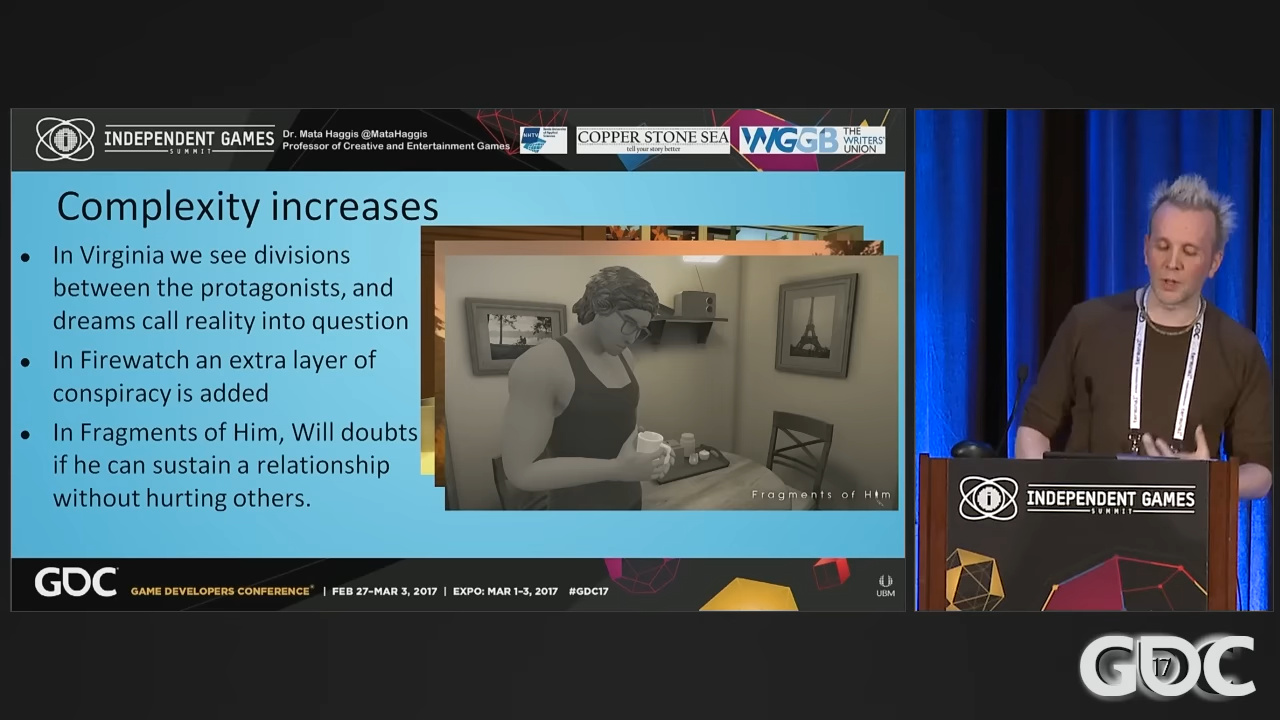 INDEPENDENT GAMES
SUMMIT
Dr. Mata Haggis @MataHaggis
Professor of Creative and Entertainment Games
NHTV
COPPER STONE SEA
tell your story better
WGGB THE WRITERS' UNION
Complexity increases
• In Virginia we see divisions
between the protagonists, and
dreams call reality into question
• In Firewatch an extra layer of
conspiracy is added
• In Fragments of Him, Will doubts
if he can sustain a relationship
without hurting others.
Fragments of Him
GDC GAME DEVELOPERS CONFERENCE® | FEB 27–MAR 3, 2017 | EXPO: MAR 1–3, 2017 #GDC17
UBM
GDC
INDEPENDENT GAMES
SUMMIT
GDC
17